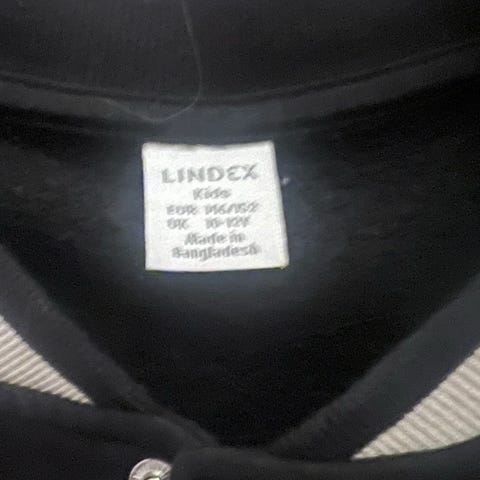 LINDEX
Kids
EUR 146/152
UK 10-12Y
Made in
Bangladesh